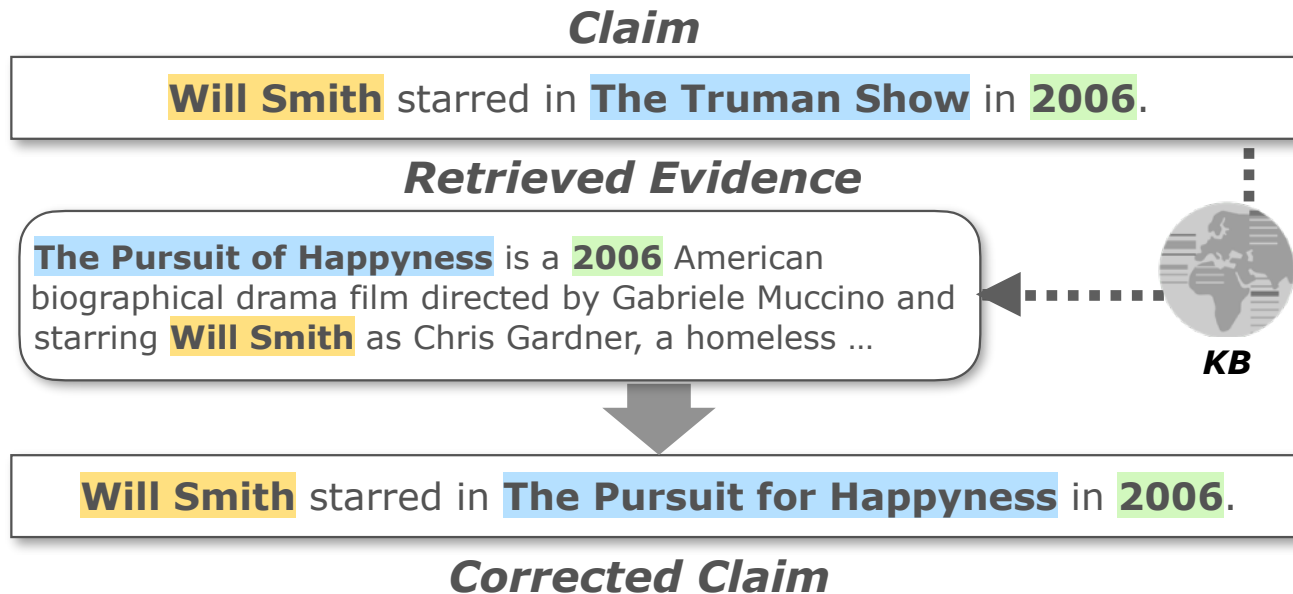 Claim
Will Smith starred in The Truman Show in 2006.
Retrieved Evidence
The Pursuit of Happyness is a 2006 American
biographical drama film directed by Gabriele Muccino and
starring Will Smith as Chris Gardner, a homeless ...
KB
Will Smith starred in The Pursuit for Happyness in 2006.
Corrected Claim